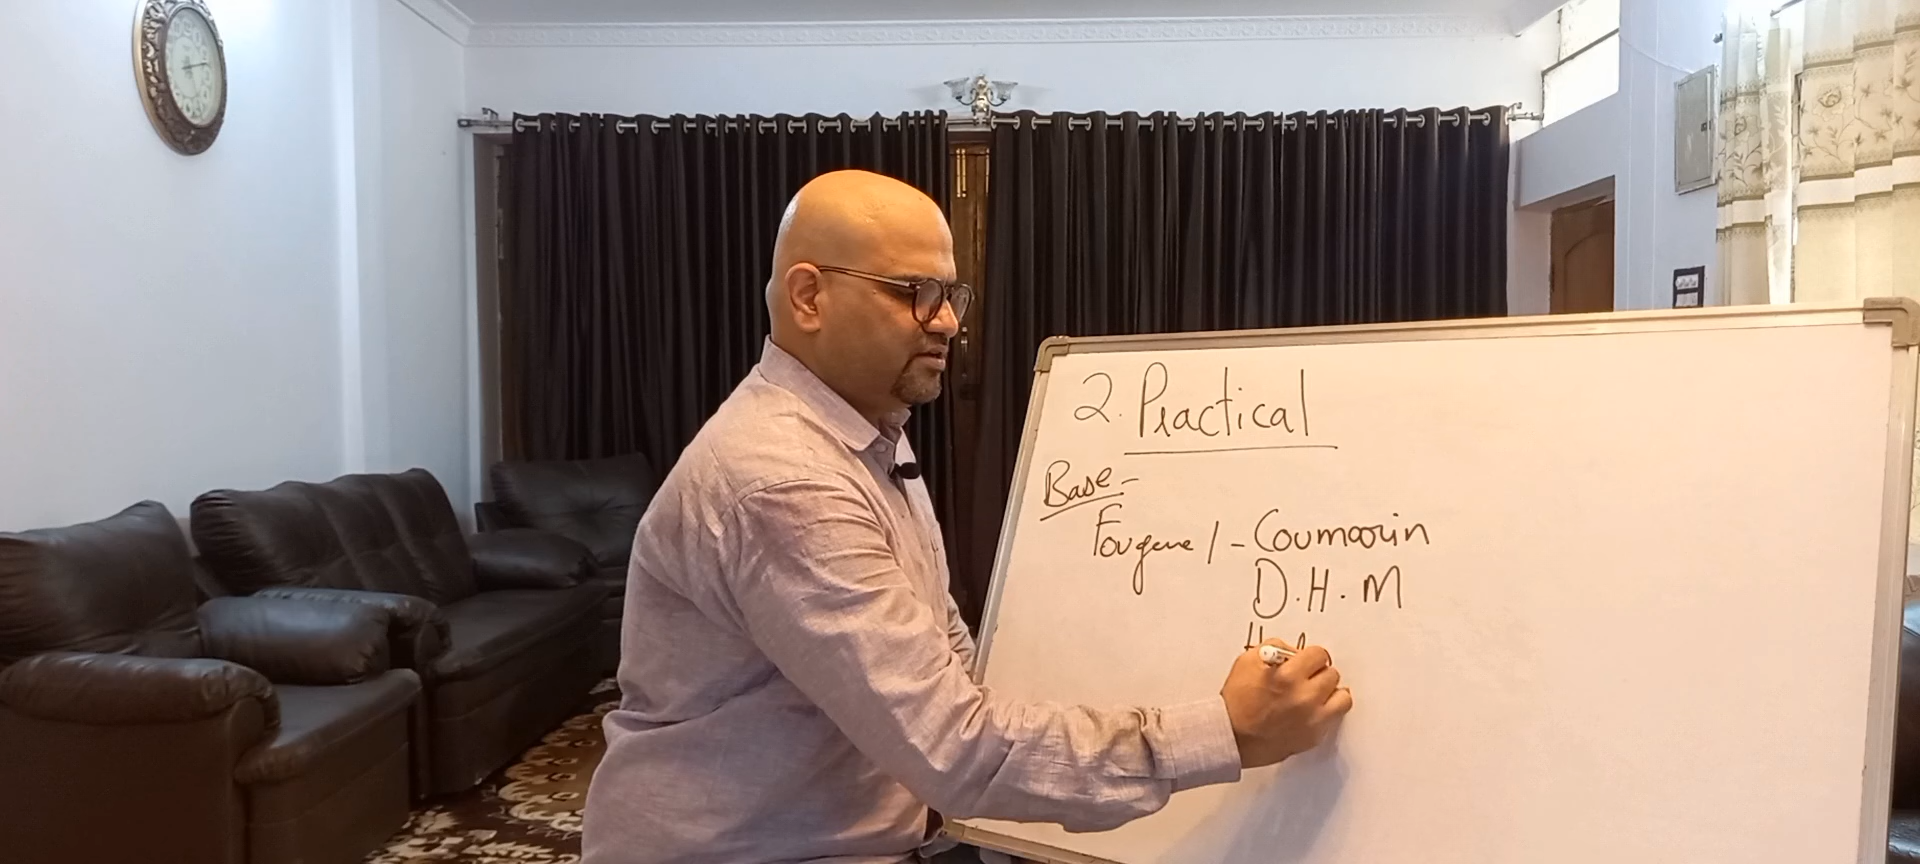 2. Practical
Base -
Fougere / - Coumarin
D.H.M